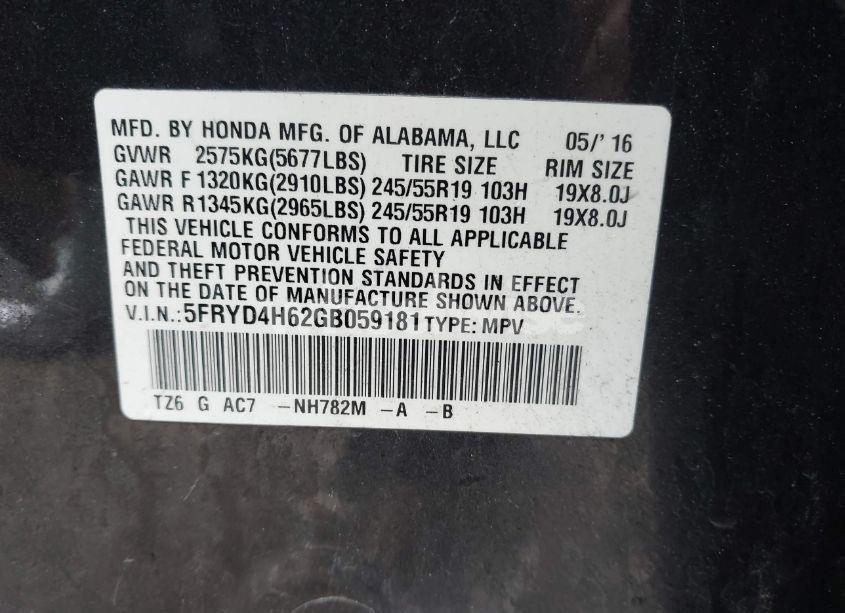 MFD. BY HONDA MFG. OF ALABAMA, LLC 05/' 16
GVWR 2575KG(5677LBS) TIRE SIZE RIM SIZE
GAWR F 1320KG(2910LBS) 245/55R19 103H 19X8.0J
GAWR R1345KG(2965LBS) 245/55R19 103H 19X8.0J
THIS VEHICLE CONFORMS TO ALL APPLICABLE
FEDERAL MOTOR VEHICLE SAFETY
AND THEFT PREVENTION STANDARDS IN EFFECT
ON THE DATE OF MANUFACTURE SHOWN ABOVE.
V.I.N.:5FRYD4H62GB059181 TYPE: MPV
TZ6 G AC7 -NH782M -A -B